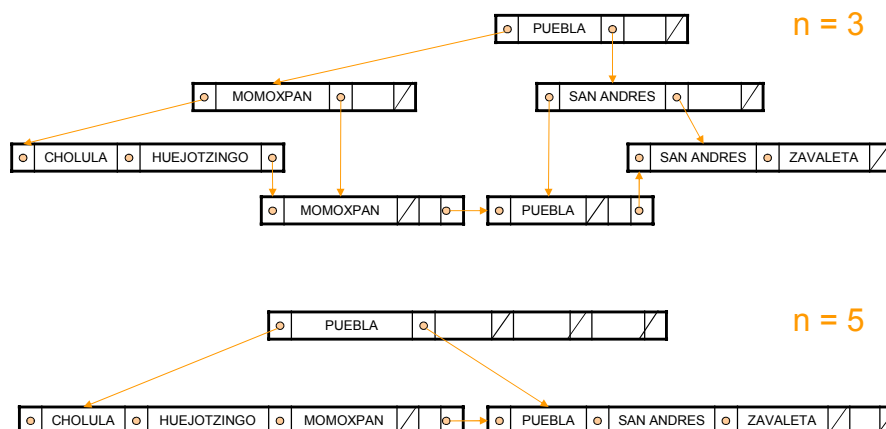 PUEBLA
n = 3
MOMOXPAN
SAN ANDRES
CHOLULA HUEJOTZINGO
SAN ANDRES ZAVALETA
MOMOXPAN
PUEBLA
PUEBLA
n = 5
CHOLULA HUEJOTZINGO MOMOXPAN
PUEBLA SAN ANDRES ZAVALETA